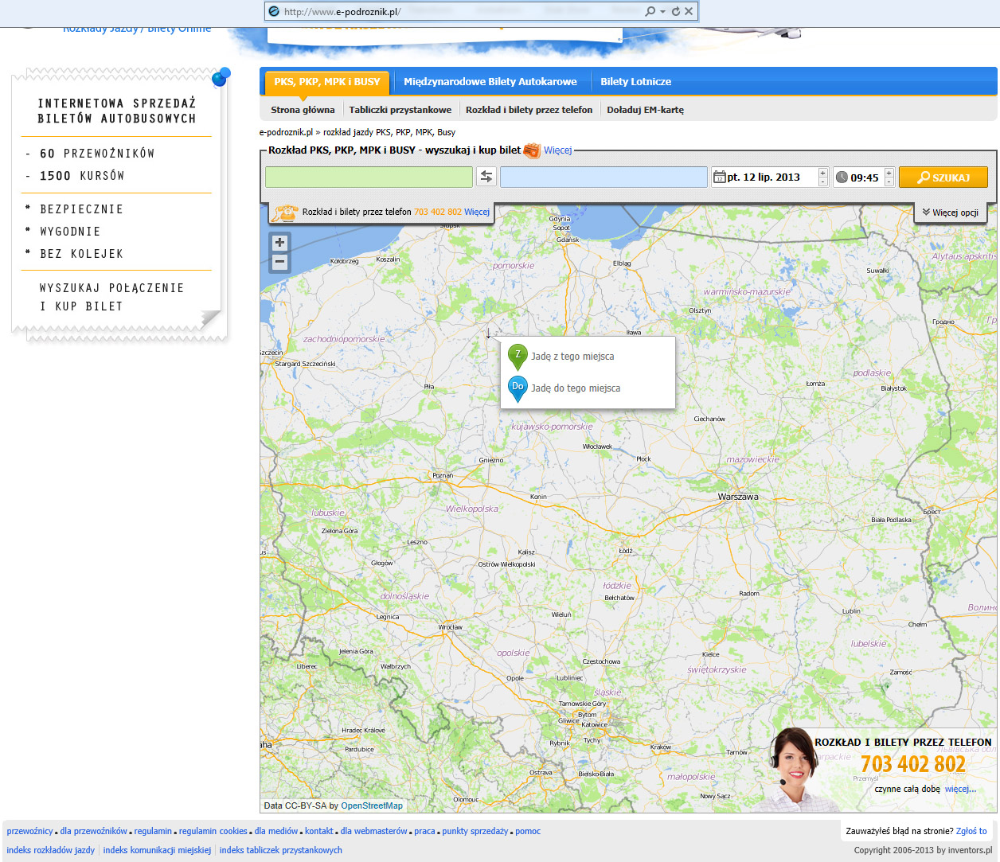 http://www.e-podroznik.pl/
Rozkłady Jazdy / Bilety Online
INTERNETOWA SPRZEDAŻ
BILETÓW AUTOBUSOWYCH
- 60 PRZEWOŹNIKÓW
- 1500 KURSÓW
* BEZPIECZNIE
* WYGODNIE
* BEZ KOLEJEK
WYSZUKAJ POŁĄCZENIE
I KUP BILET
PKS, PKP, MPK i BUSY
Międzynarodowe Bilety Autokarowe
Bilety Lotnicze
Strona główna
Tabliczki przystankowe
Rozkład i bilety przez telefon
Doładuj EM-kartę
e-podroznik.pl » rozkład jazdy PKS, PKP, MPK, Busy
Rozkład PKS, PKP, MPK i BUSY - wyszukaj i kup bilet Więcej
12
pt. 12 lip. 2013
09:45
SZUKAJ
Rozkład i bilety przez telefon 703 402 802 Więcej
Więcej opcji
Słupsk
Gdynia
Sopot
Gdańsk
Kołobrzeg
Koszalin
pomorskie
Elbląg
Suwałki
Alytaus apskritis
warmińsko-mazurskie
Olsztyn
Гродно
Iława
zachodniopomorskie
Szczecin
Stargard Szczeciński
Z Jadę z tego miejsca
Do Jadę do tego miejsca
podlaskie
Łomża
Białystok
Piła
Ciechanów
kujawsko-pomorskie
Włocławek
Płock
mazowieckie
Gniezno
Poznań
Konin
Warszawa
Wielkopolska
lubuskie
Брест
Biała Podlaska
Zielona Góra
Leszno
Kalisz
Łódź
Głogów
Ostrów Wielkopolski
łódzkie
dolnośląskie
Bełchatów
Radom
Legnica
Wieluń
Lublin
Волинс
Wrocław
Chełm
Jelenia Góra
opolskie
lubelskie
Liberec
Wałbrzych
Częstochowa
Kielce
świętokrzyskie
Zamość
Opole
Lubliniec
śląskie
Tarnowskie Góry
Bytom
Gliwice
Katowice
Hradec Králové
Rybnik
Tychy
Pardubice
Kraków
Tarnów
Ostrava
Bielsko-Biała
małopolskie
Olomouc
Nowy Sącz
ROZKŁAD I BILETY PRZEZ TELEFON
703 402 802
Przemyśl
czynne całą dobę więcej...
Data CC-BY-SA by OpenStreetMap
przewoźnicy dla przewoźników regulamin regulamin cookies dla mediów kontakt dla webmasterów praca punkty sprzedaży pomoc
Zauważyłeś błąd na stronie? Zgłoś to
indeks rozkładów jazdy indeks komunikacji miejskiej indeks tabliczek przystankowych
Copyright 2006-2013 by inventors.pl